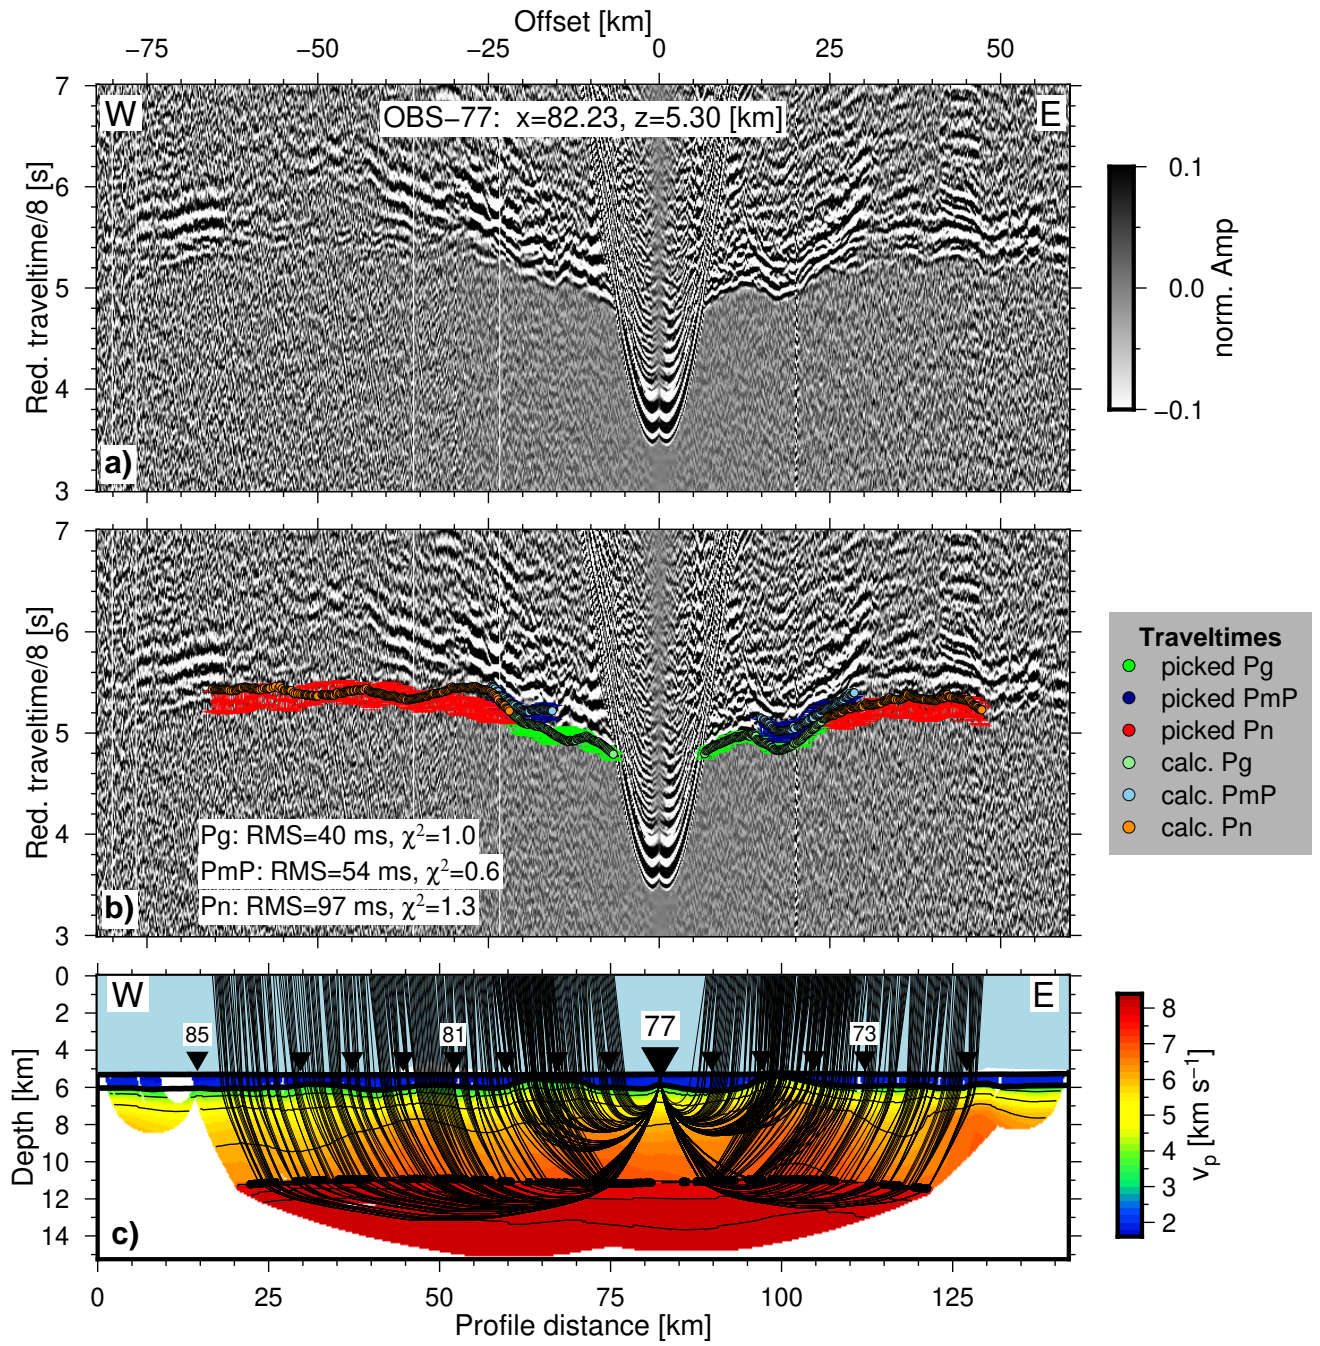 Offset [km]
−75 −50 −25 0 25 50
7
6
5
4
3
Red. traveltime/8 [s]
W
OBS−77: x=82.23, z=5.30 [km]
E
a)
0.1
0.0
−0.1
norm. Amp
7
6
5
4
3
Red. traveltime/8 [s]
Pg: RMS=40 ms, χ²=1.0
PmP: RMS=54 ms, χ²=0.6
Pn: RMS=97 ms, χ²=1.3
b)
Traveltimes
picked Pg
picked PmP
picked Pn
calc. Pg
calc. PmP
calc. Pn
0
2
4
6
8
10
12
14
Depth [km]
W
E
85
81
77
73
c)
8
7
6
5
4
3
2
vp [km s⁻¹]
0 25 50 75 100 125
Profile distance [km]